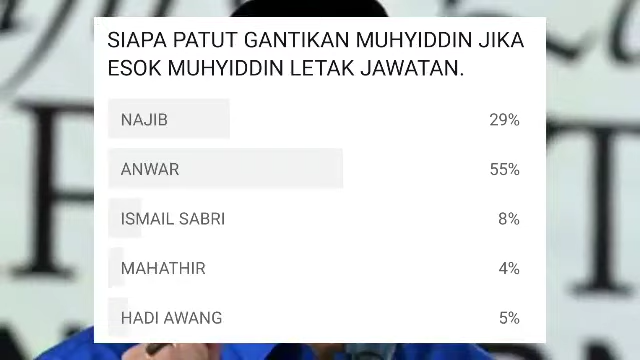 SIAPA PATUT GANTIKAN MUHYIDDIN JIKA
ESOK MUHYIDDIN LETAK JAWATAN.
NAJIB 29%
ANWAR 55%
ISMAIL SABRI 8%
MAHATHIR 4%
HADI AWANG 5%